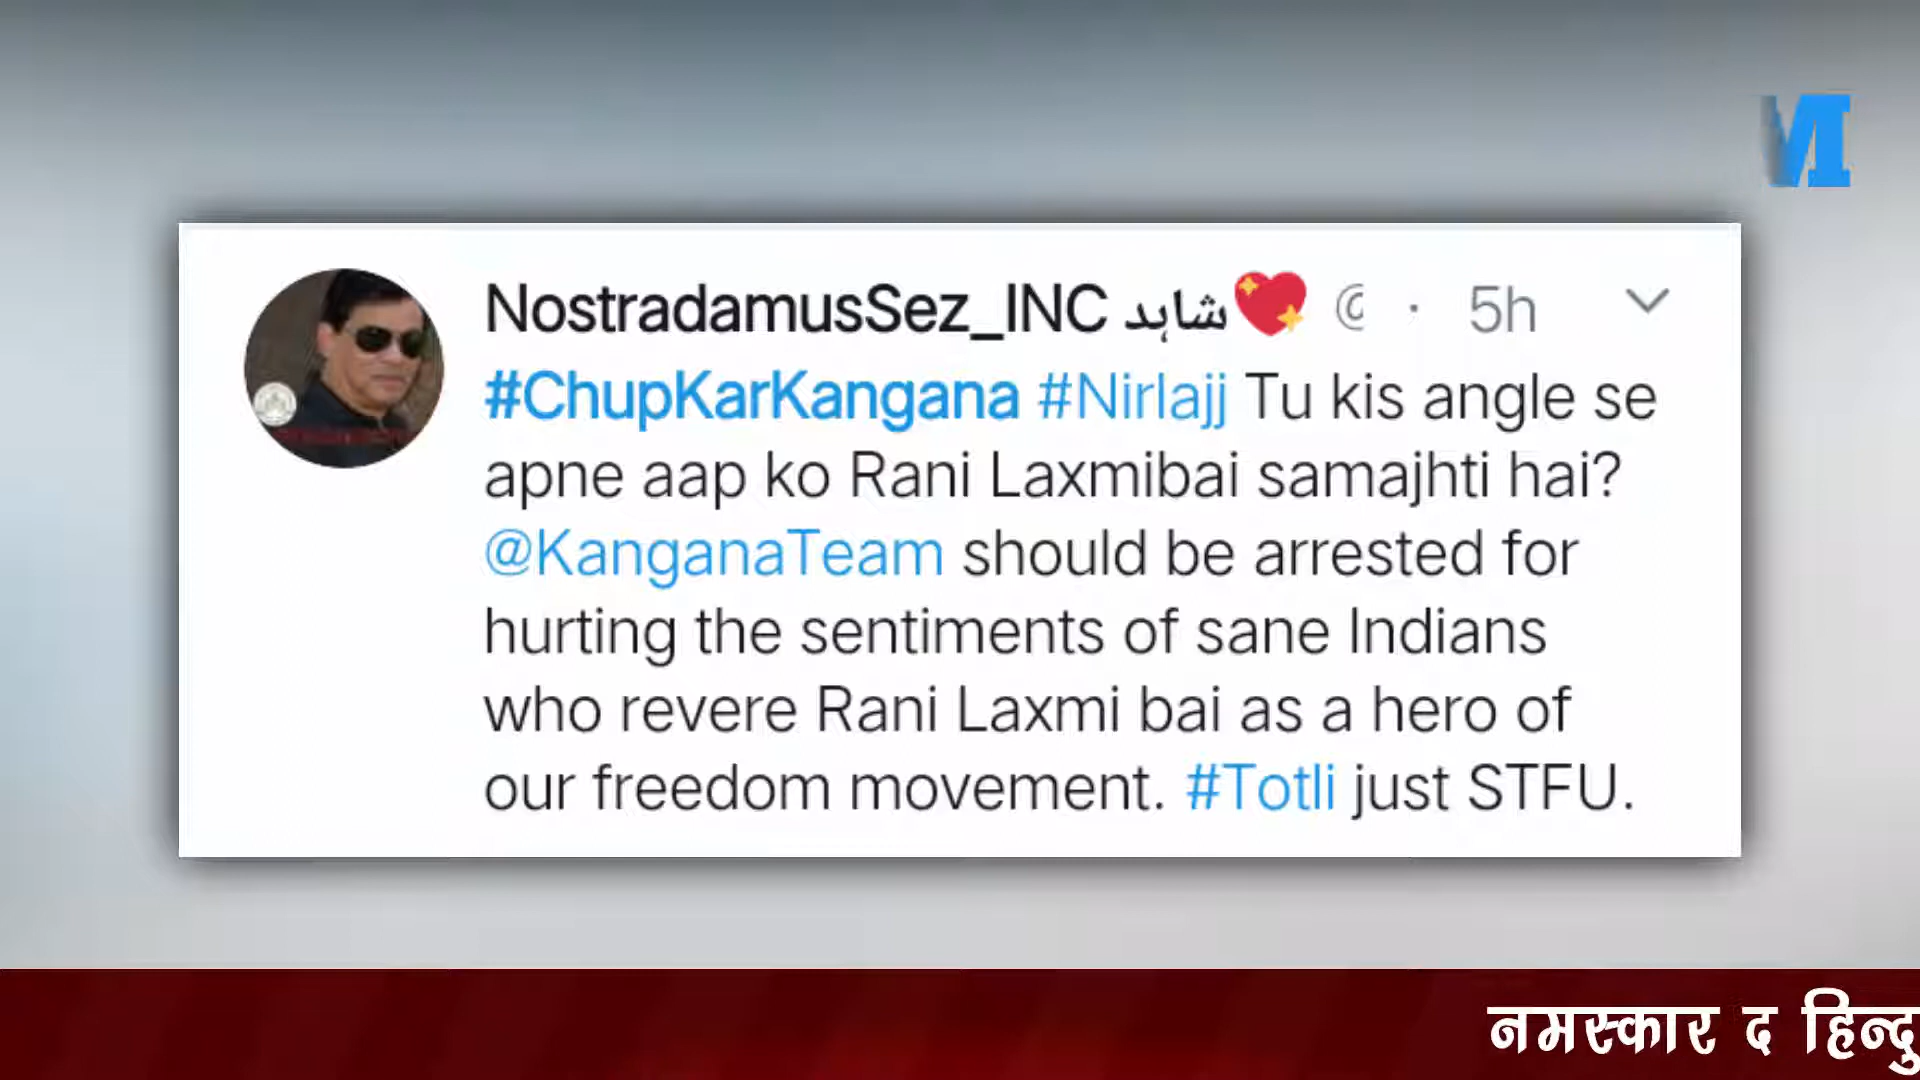 NostradamusSez_INC شاہد💖 @ · 5h
#ChupKarKangana #Nirlajj Tu kis angle se
apne aap ko Rani Laxmibai samajhti hai?
@KanganaTeam should be arrested for
hurting the sentiments of sane Indians
who revere Rani Laxmi bai as a hero of
our freedom movement. #Totli just STFU.
नमस्कार द हिन्दु